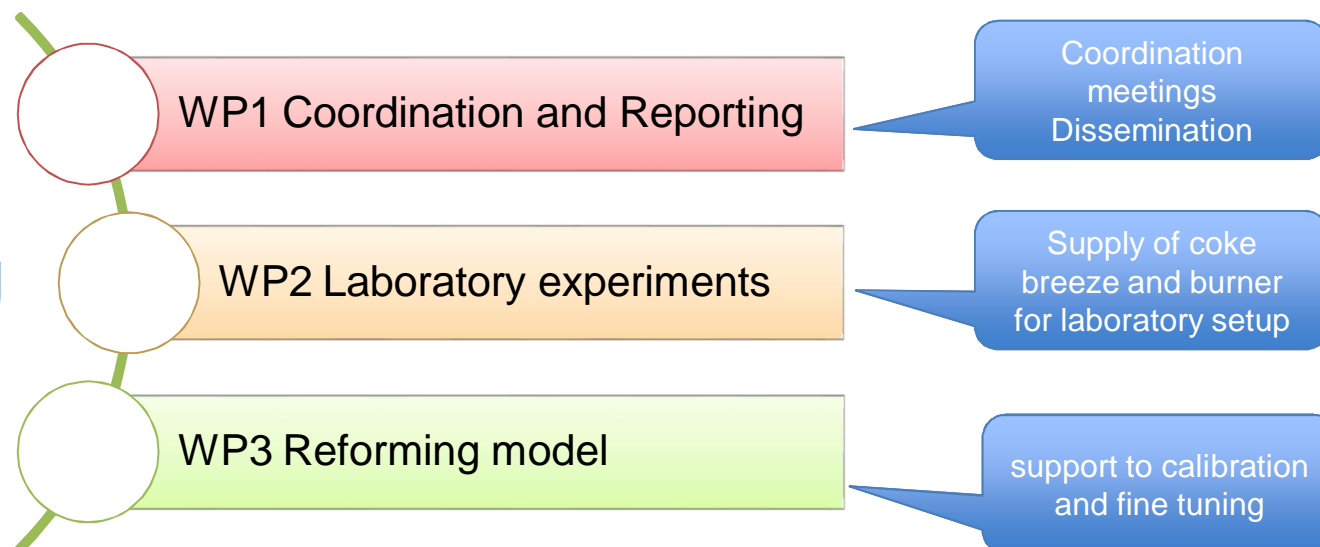 WP1 Coordination and Reporting
Coordination
meetings
Dissemination
WP2 Laboratory experiments
Supply of coke
breeze and burner
for laboratory setup
WP3 Reforming model
support to calibration
and fine tuning